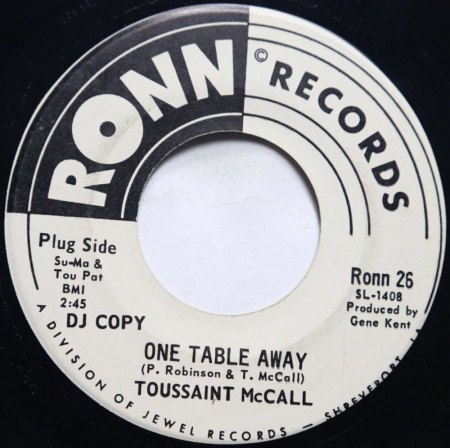 RONN © RECORDS
Plug Side
Su-Ma &
Tou Pat
BMI
2:45
DJ COPY
Ronn 26
SL-1408
Produced by
Gene Kent
ONE TABLE AWAY
(P. Robinson & T. McCall)
TOUSSAINT McCALL
A DIVISION OF JEWEL RECORDS - SHREVEPORT,